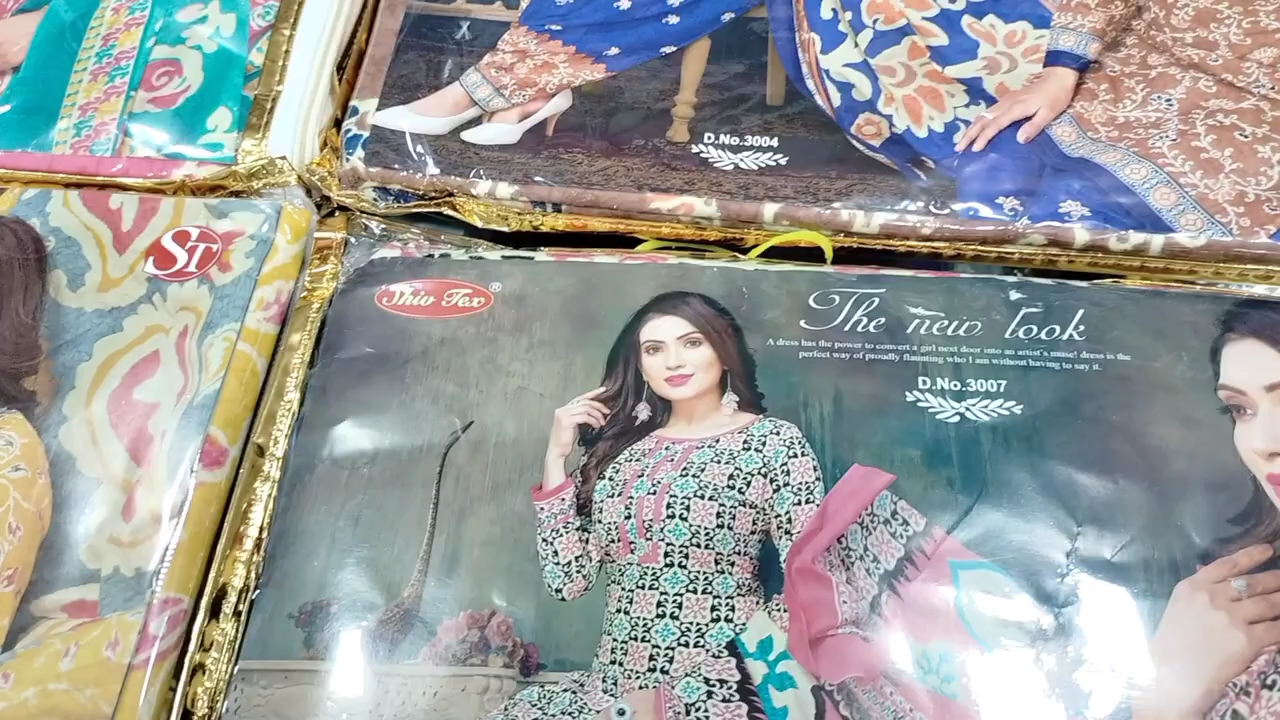 D.No.3004
ST
Shiv Tex®
The new look
A dress has the power to convert a girl next door into an artist's muse! dress is the
perfect way of proudly flaunting who I am without having to say it.
D.No.3007